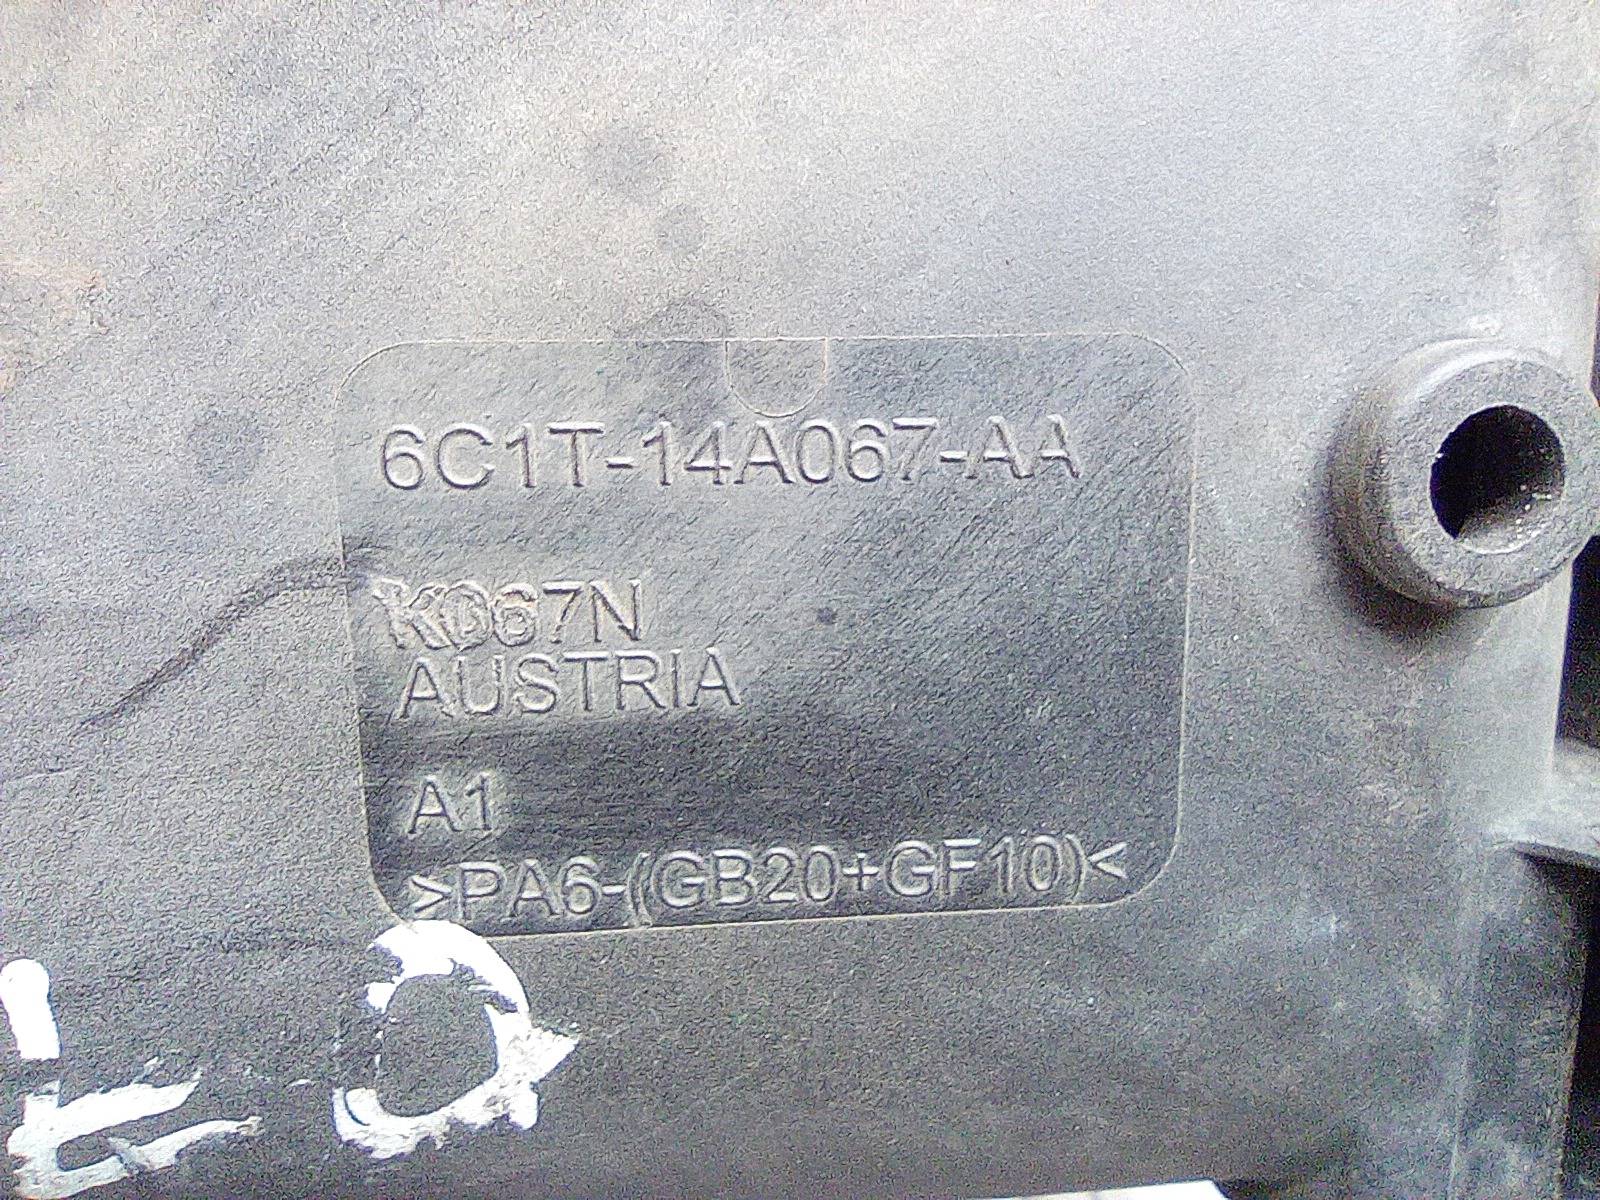 6C1T-14A067-AA
K067N
AUSTRIA
A1
>PA6-(GB20+GF10)<